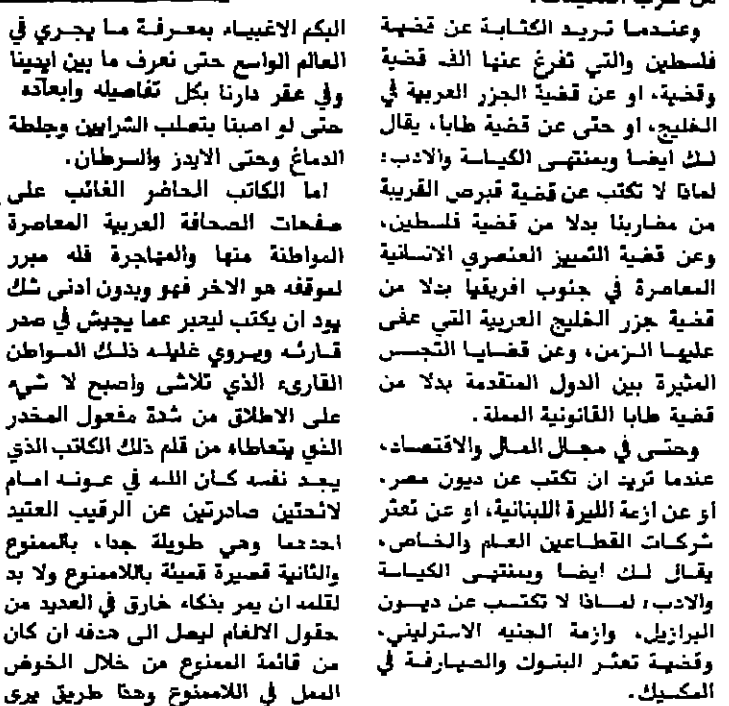 وعندما تريد الكتابة عن قضية
فلسطين والتي تفرغ عنها الف قضية
وقضية، او عن قضية الجزر العربية في
الخليج، او حتى عن قضية طابا، يقال
لك ايضا وبمنتهى الكياسة والادب:
لماذا لا تكتب عن قضية قبرص القريبة
من مضاربنا بدلا من قضية فلسطين،
وعن قضية التمييز العنصري الانسانية
المعاصرة في جنوب افريقيا بدلا من
قضية جزر الخليج العربية التي عفى
عليها الزمن، وعن قضايا التجسس
المثيرة بين الدول المتقدمة بدلا من
قضية طابا القانونية المملة.
وحتى في مجال المال والاقتصاد،
عندما تريد ان تكتب عن ديون مصر،
أو عن ازمة الليرة اللبنانية، او عن تعثر
شركات القطاعين العام والخاص،
يقال لك ايضا وبمنتهى الكياسة
والادب، لماذا لا تكتب عن ديون
البرازيل، وازمة الجنيه الاسترليني،
وقضية تعثر البنوك والصيارفة في
المكسيك.
البكم الاغبياء بمعرفة ما يجري في
العالم الواسع حتى نعرف ما بين ايدينا
وفي عقر دارنا بكل تفاصيله وابعاده
حتى لو اصبنا بتصلب الشرايين وجلطة
الدماغ وحتى الايدز والسرطان.
اما الكاتب الحاضر الغائب على
صفحات الصحافة العربية المعاصرة
المواطنة منها والمهاجرة فله مبرر
لموقفه هو الاخر فهو وبدون ادنى شك
يود ان يكتب ليعبر عما يجيش في صدر
قارئه ويروي غليله ذلك المواطن
القارىء الذي تلاشى واصبح لا شيء
على الاطلاق من شدة مفعول المخدر
الذي يتعاطاه من قلم ذلك الكاتب الذي
يجد نفسه كان الله في عونه امام
لائحتين صادرتين عن الرقيب العتيد
احدتهما وهي طويلة جدا، بالممنوع
والثانية قصيرة قميئة باللاممنوع ولا بد
لقلمه ان يمر بذكاء خارق في العديد من
حقول الالغام ليصل الى هدفه ان كان
من قائمة الممنوع من خلال الخوض
الممل في اللاممنوع وهذا طريق يرى